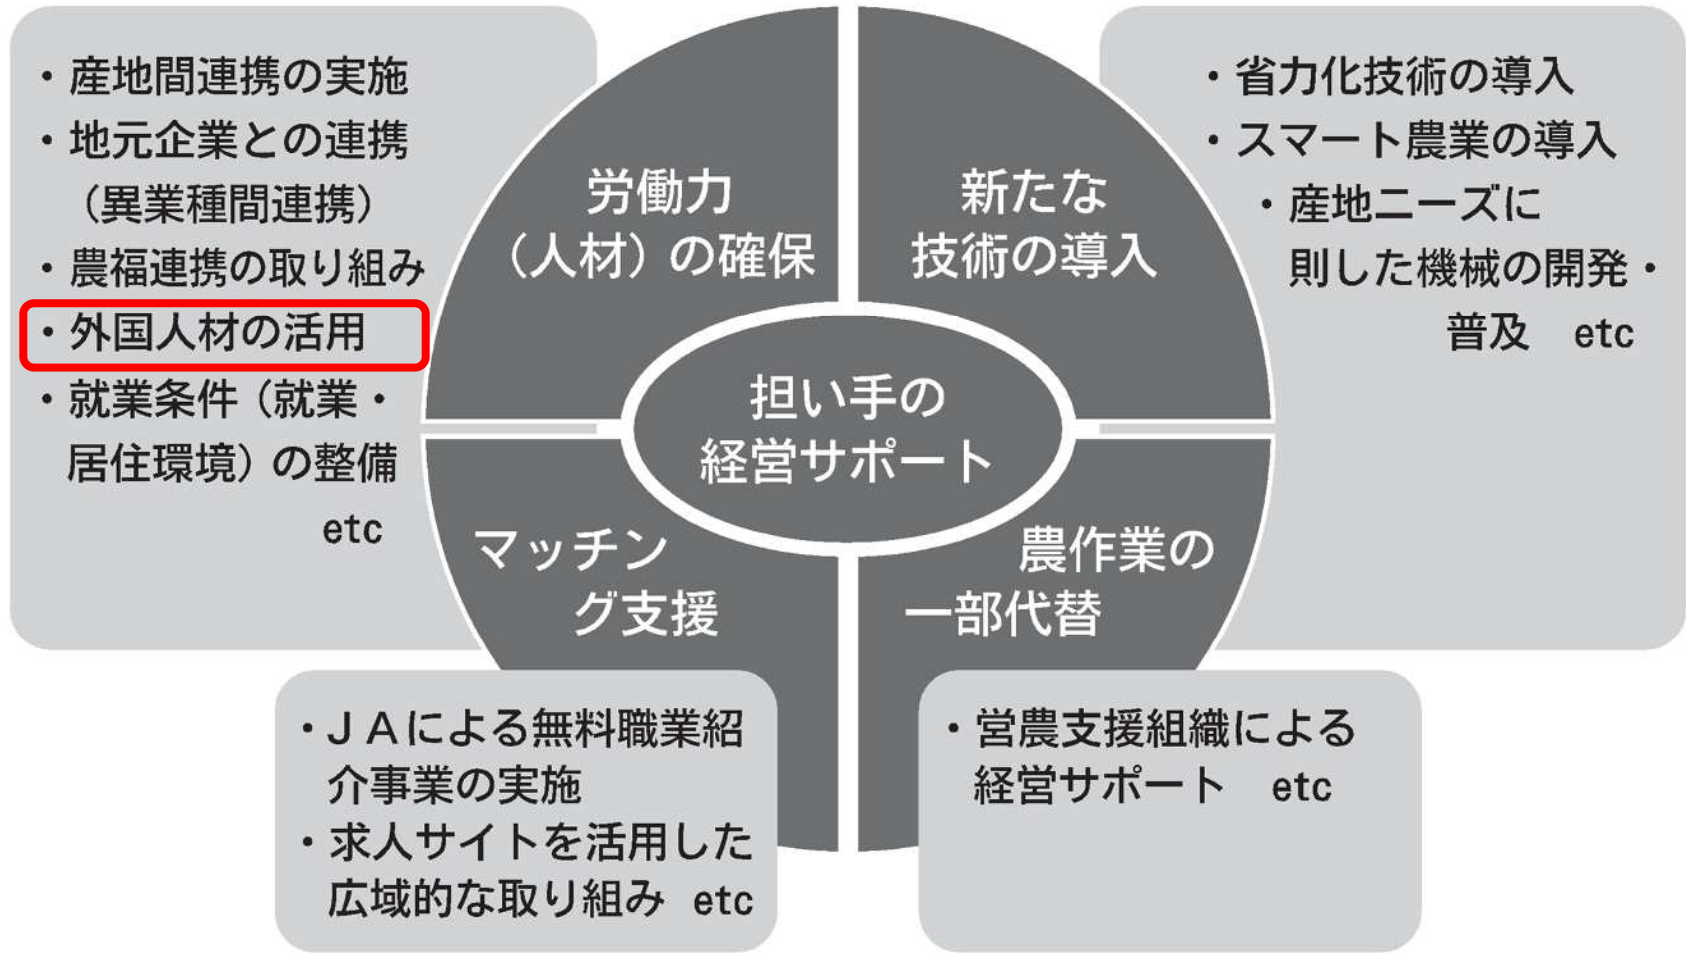 ・産地間連携の実施
・地元企業との連携
（異業種間連携）
・農福連携の取り組み
・外国人材の活用
・就業条件（就業・
居住環境）の整備
etc
労働力
（人材）の確保
新たな
技術の導入
・省力化技術の導入
・スマート農業の導入
・産地ニーズに
則した機械の開発・
普及　etc
担い手の
経営サポート
マッチン
グ支援
農作業の
一部代替
・ＪＡによる無料職業紹
介事業の実施
・求人サイトを活用した
広域的な取り組み etc
・営農支援組織による
経営サポート　etc